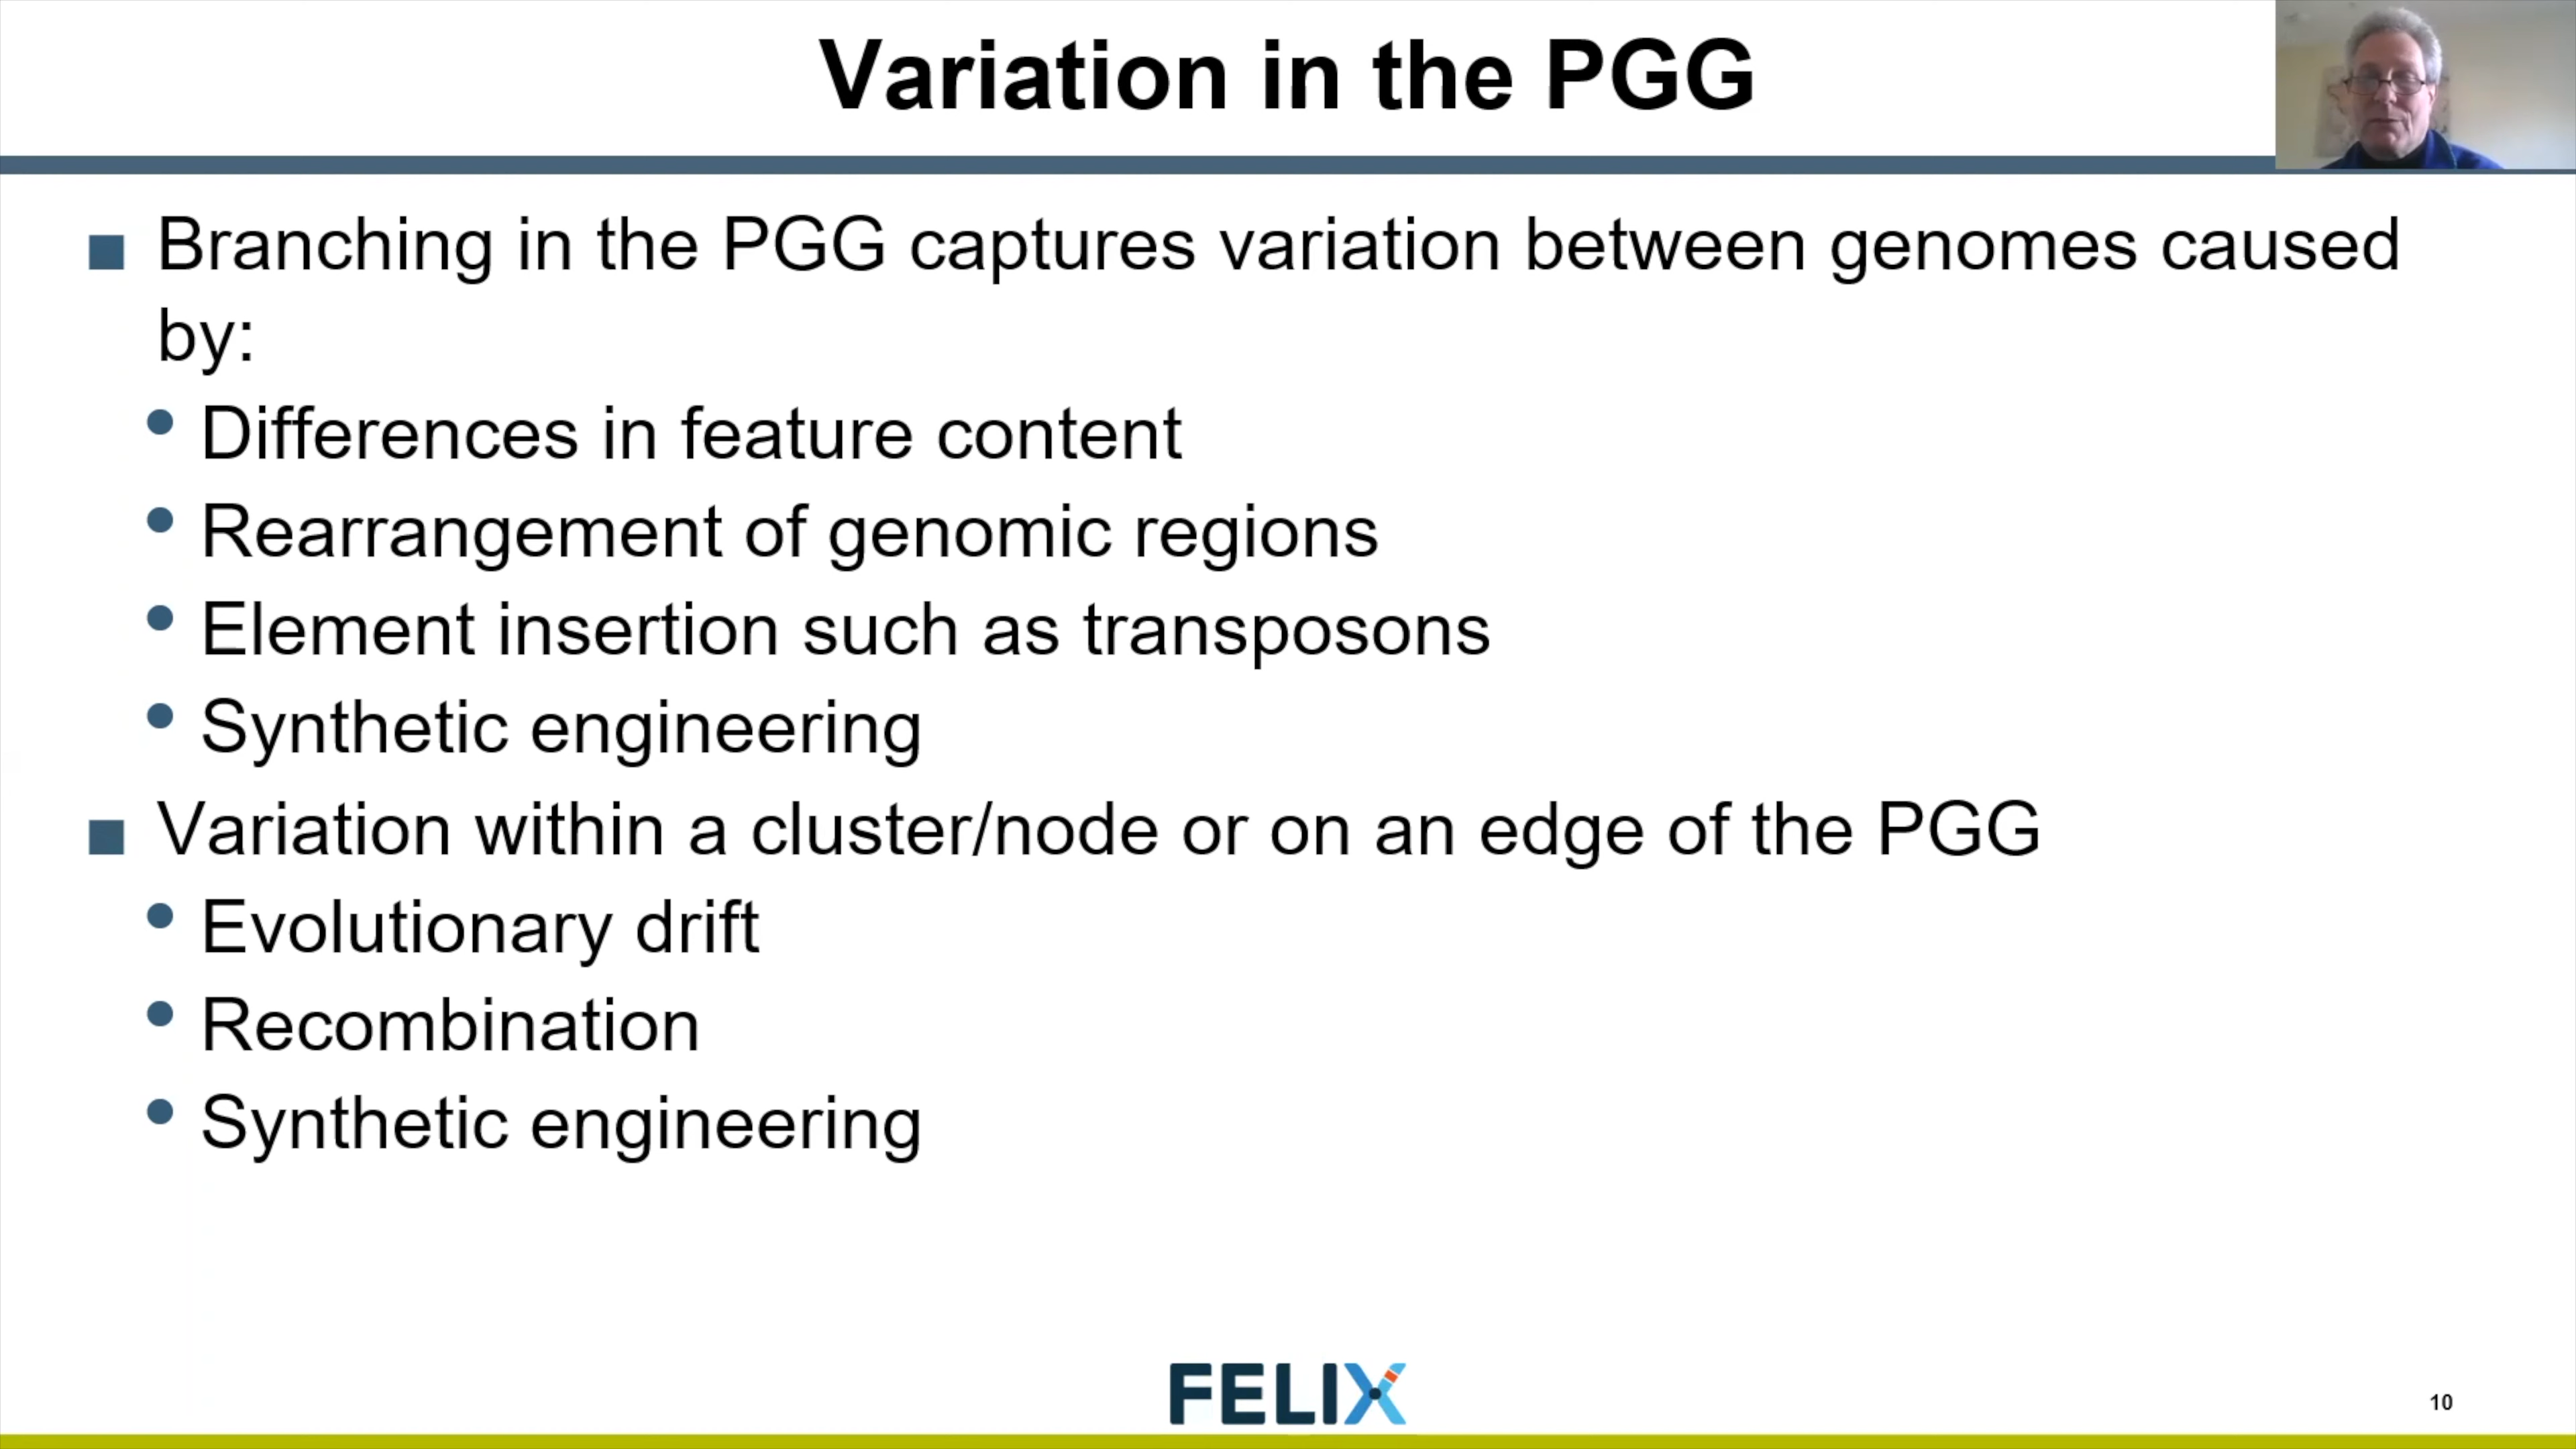 Variation in the PGG
Branching in the PGG captures variation between genomes caused
by:
Differences in feature content
Rearrangement of genomic regions
Element insertion such as transposons
Synthetic engineering
Variation within a cluster/node or on an edge of the PGG
Evolutionary drift
Recombination
Synthetic engineering
FELIX
10